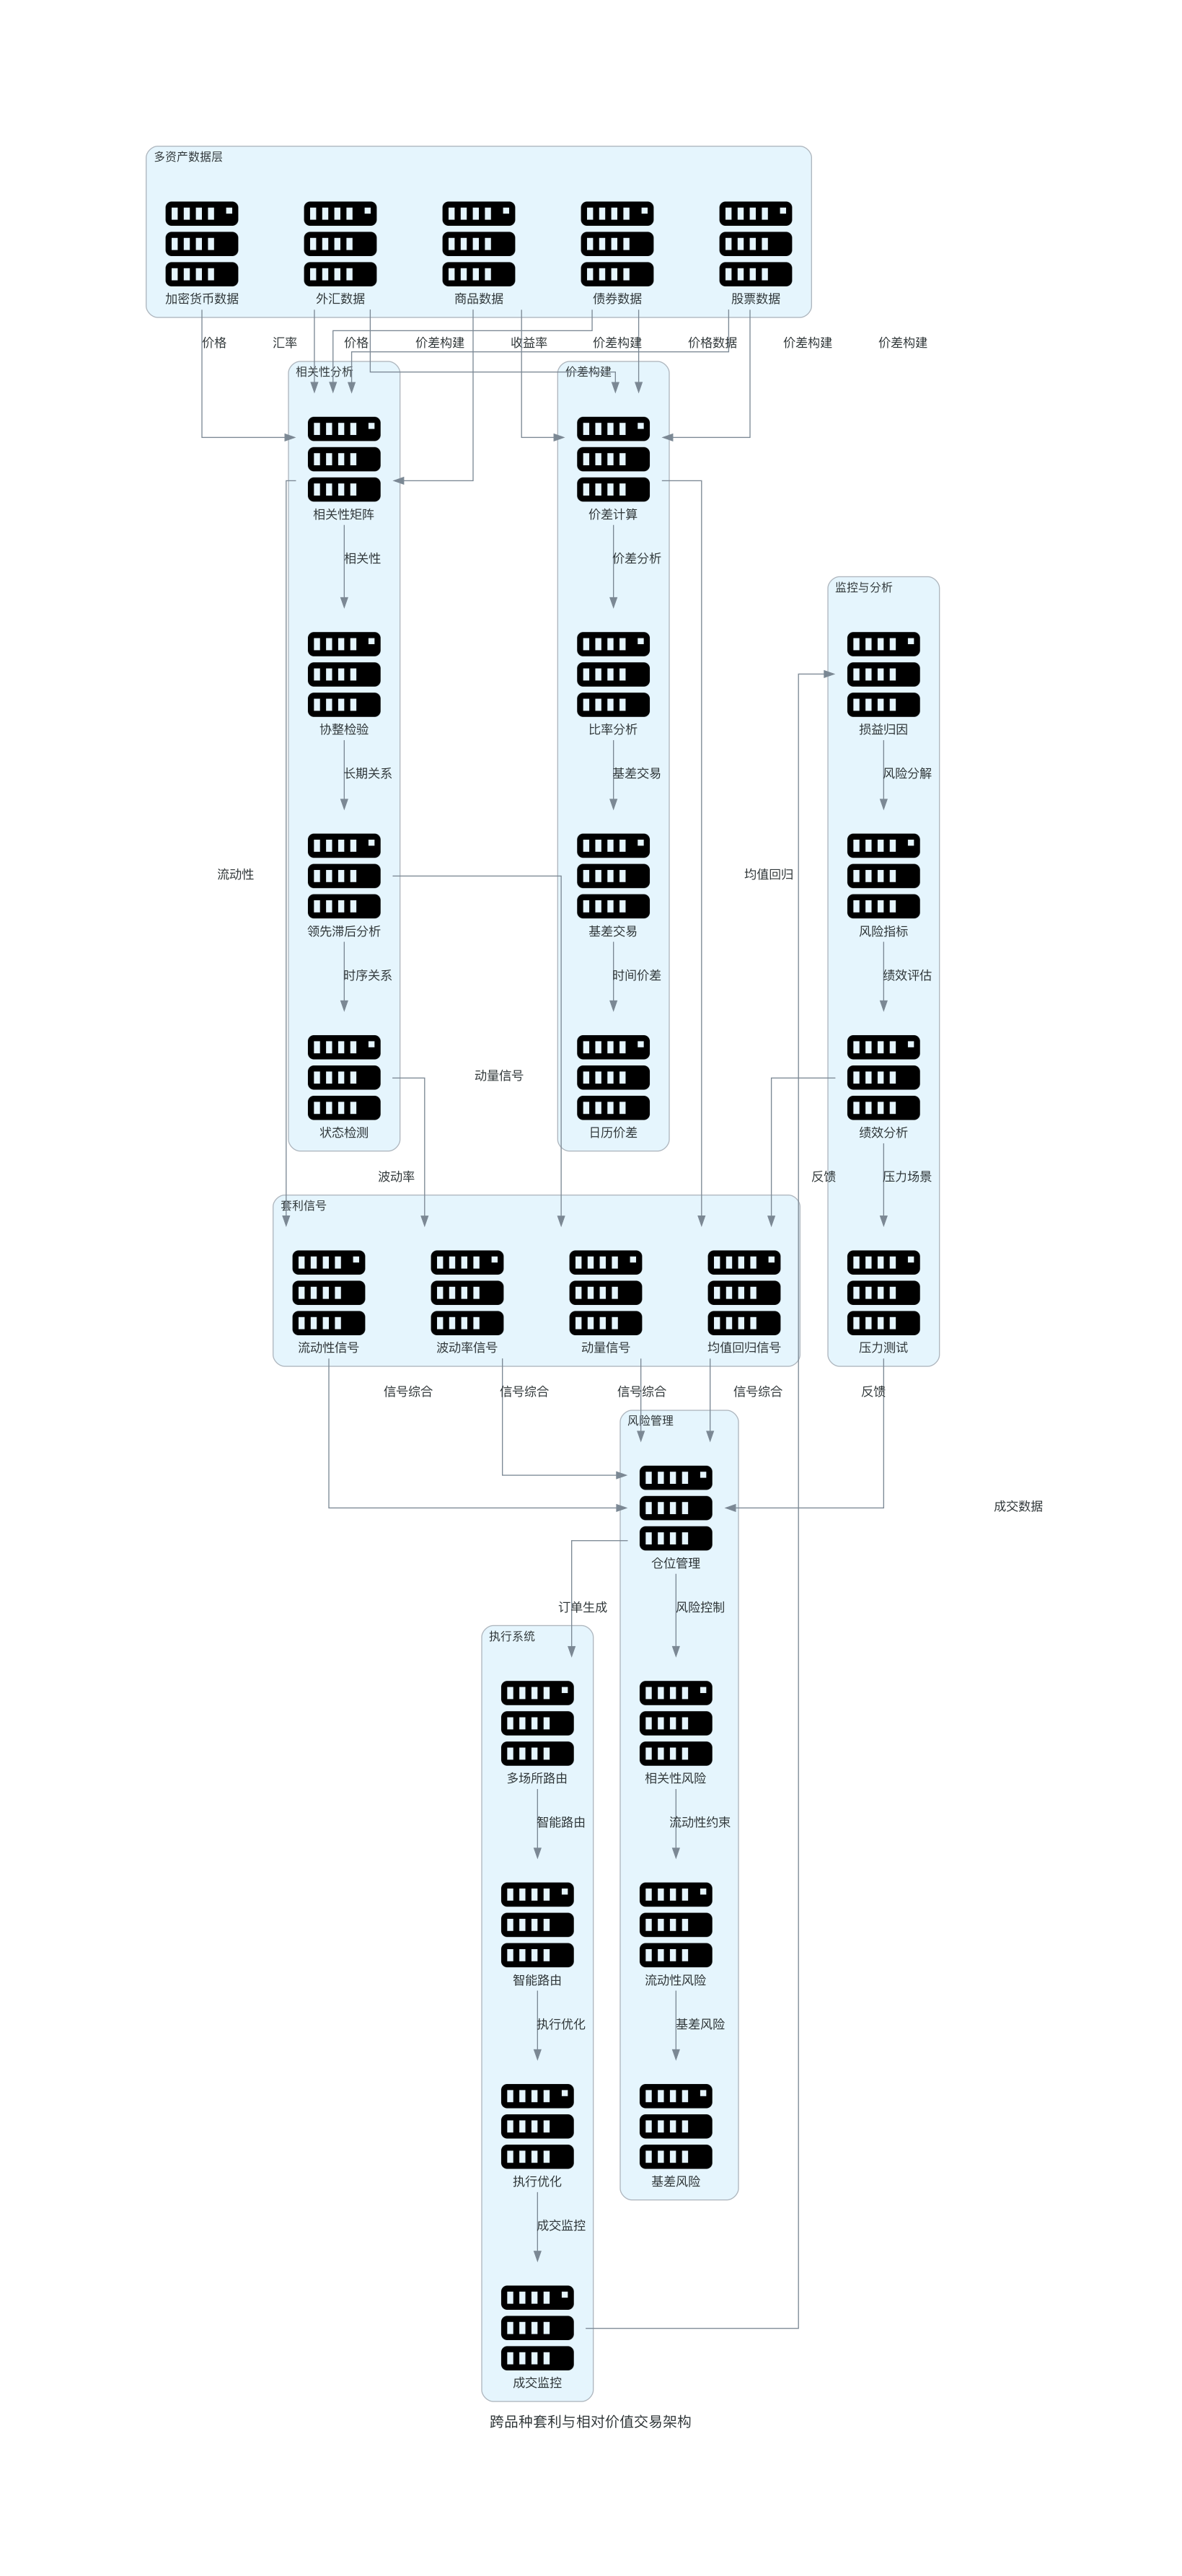 多资产数据层
加密货币数据
外汇数据
商品数据
债券数据
股票数据
价格
汇率
价格
价差构建
收益率
价差构建
价格数据
价差构建
价差构建
相关性分析
价差构建
相关性矩阵
价差计算
相关性
价差分析
监控与分析
协整检验
比率分析
损益归因
长期关系
基差交易
风险分解
流动性
均值回归
领先滞后分析
基差交易
风险指标
时序关系
时间价差
绩效评估
动量信号
状态检测
日历价差
绩效分析
波动率
反馈
压力场景
套利信号
流动性信号
波动率信号
动量信号
均值回归信号
压力测试
信号综合
信号综合
信号综合
信号综合
反馈
风险管理
成交数据
仓位管理
订单生成
风险控制
执行系统
多场所路由
相关性风险
智能路由
流动性约束
智能路由
流动性风险
执行优化
基差风险
执行优化
基差风险
成交监控
成交监控
跨品种套利与相对价值交易架构